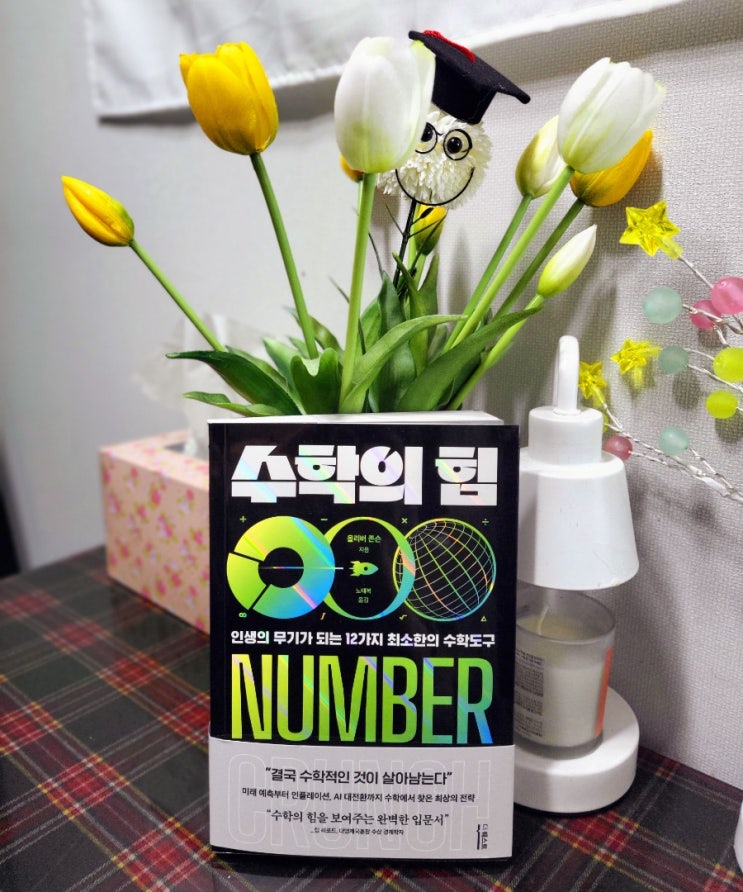 수학의 힘
+ − × ÷
올리버 존슨
지음
노태복
옮김
∞ ∫ √ △
인생의 무기가 되는 12가지 최소한의 수학도구
NUMBER
CRUNCH
"결국 수학적인 것이 살아남는다"
미래 예측부터 인플레이션, AI 대전환까지 수학에서 찾은 최상의 전략
"수학의 힘을 보여주는 완벽한 입문서"
더퀘스트